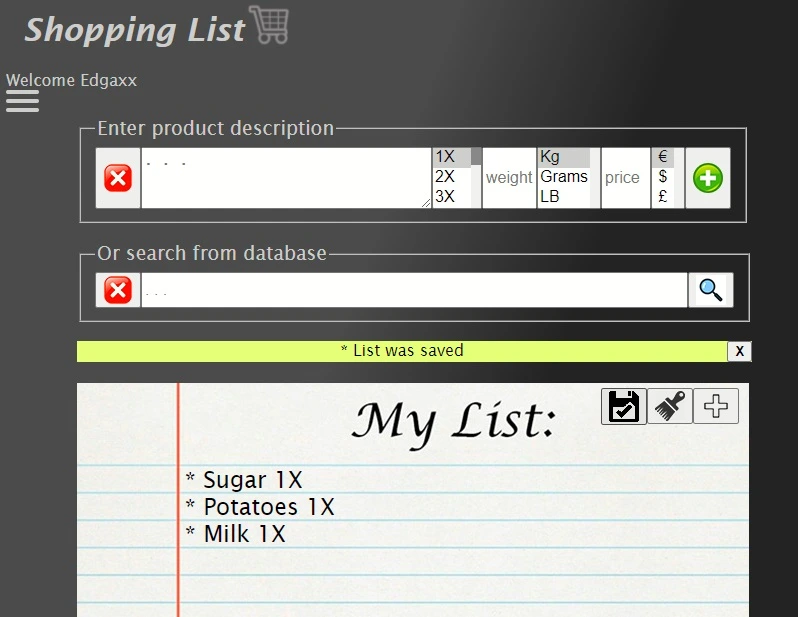 Shopping List
Welcome Edgaxx
Enter product description
. . .
1X
2X
3X
weight
Kg
Grams
LB
price
€
$
£
Or search from database
. . .
* List was saved
X
My List:
* Sugar 1X
* Potatoes 1X
* Milk 1X